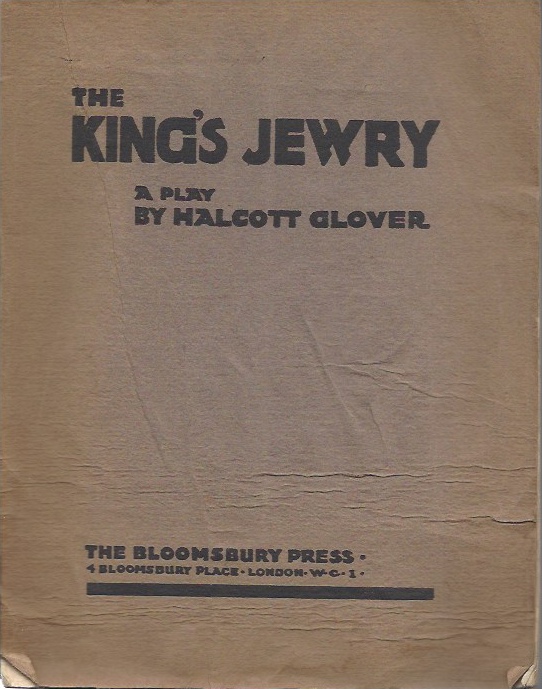 THE
KING'S JEWRY
A PLAY
BY HALCOTT GLOVER
THE BLOOMSBURY PRESS ·
4 BLOOMSBURY PLACE · LONDON · W · C · 1 ·